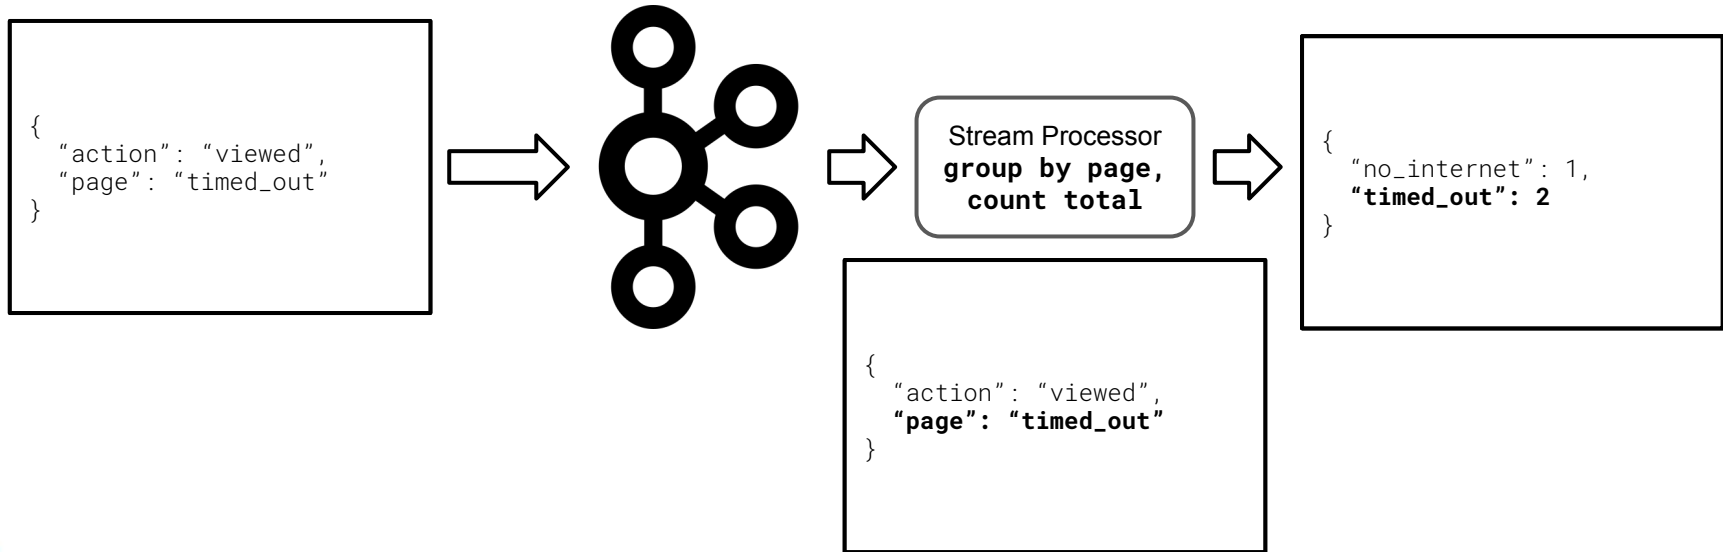 {
“action”: “viewed”,
“page”: “timed_out”
}
Stream Processor
group by page,
count total
{
“action”: “viewed”,
“page”: “timed_out”
}
{
“no_internet”: 1,
“timed_out”: 2
}